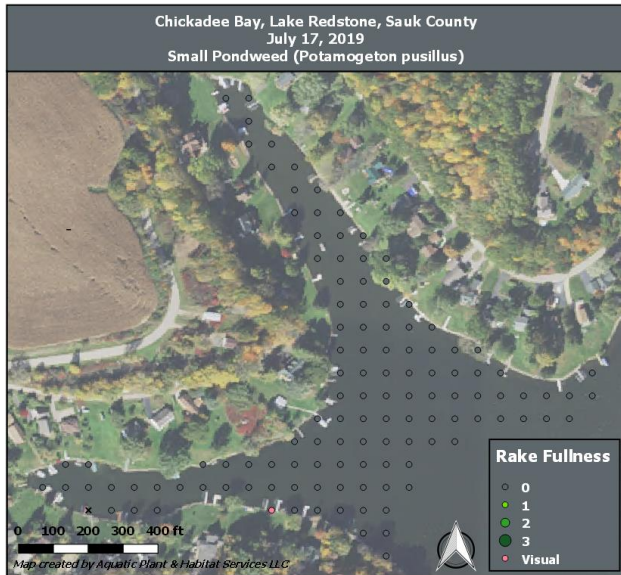 Chickadee Bay, Lake Redstone, Sauk County
July 17, 2019
Small Pondweed (Potamogeton pusillus)
Rake Fullness
0
1
2
3
Visual
0 100 200 300 400 ft
Map created by Aquatic Plant & Habitat Services LLC